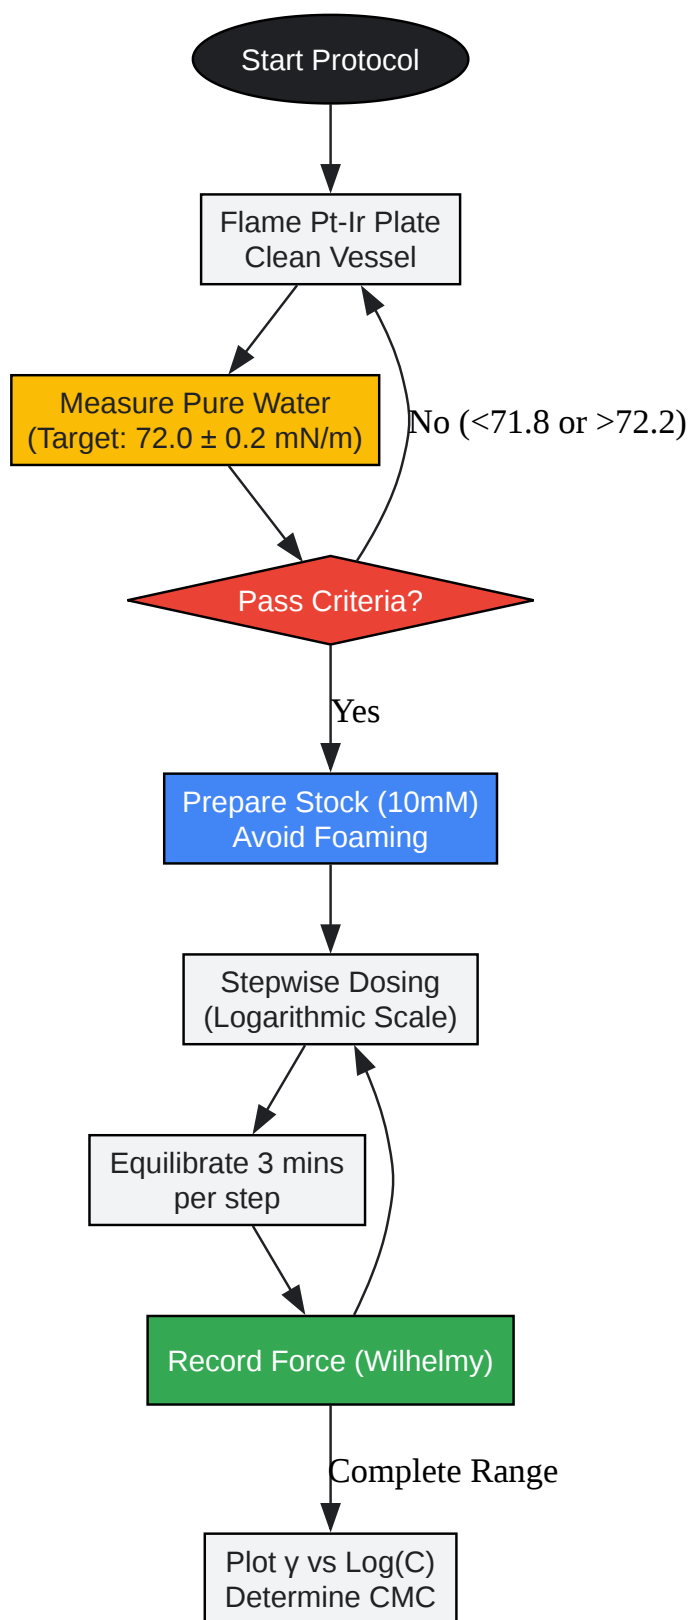 Start Protocol
Flame Pt-Ir Plate
Clean Vessel
Measure Pure Water
(Target: 72.0 ± 0.2 mN/m)
No (<71.8 or >72.2)
Pass Criteria?
Yes
Prepare Stock (10mM)
Avoid Foaming
Stepwise Dosing
(Logarithmic Scale)
Equilibrate 3 mins
per step
Record Force (Wilhelmy)
Complete Range
Plot γ vs Log(C)
Determine CMC